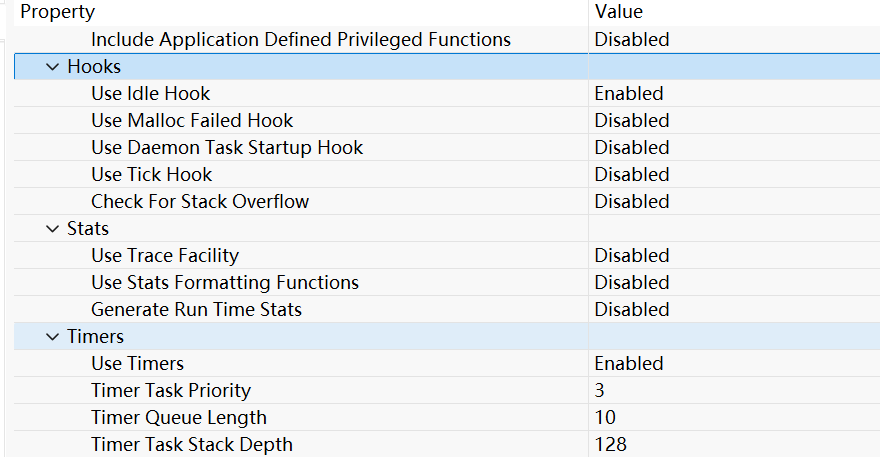 Property Value
Include Application Defined Privileged Functions Disabled
Hooks
Use Idle Hook Enabled
Use Malloc Failed Hook Disabled
Use Daemon Task Startup Hook Disabled
Use Tick Hook Disabled
Check For Stack Overflow Disabled
Stats
Use Trace Facility Disabled
Use Stats Formatting Functions Disabled
Generate Run Time Stats Disabled
Timers
Use Timers Enabled
Timer Task Priority 3
Timer Queue Length 10
Timer Task Stack Depth 128